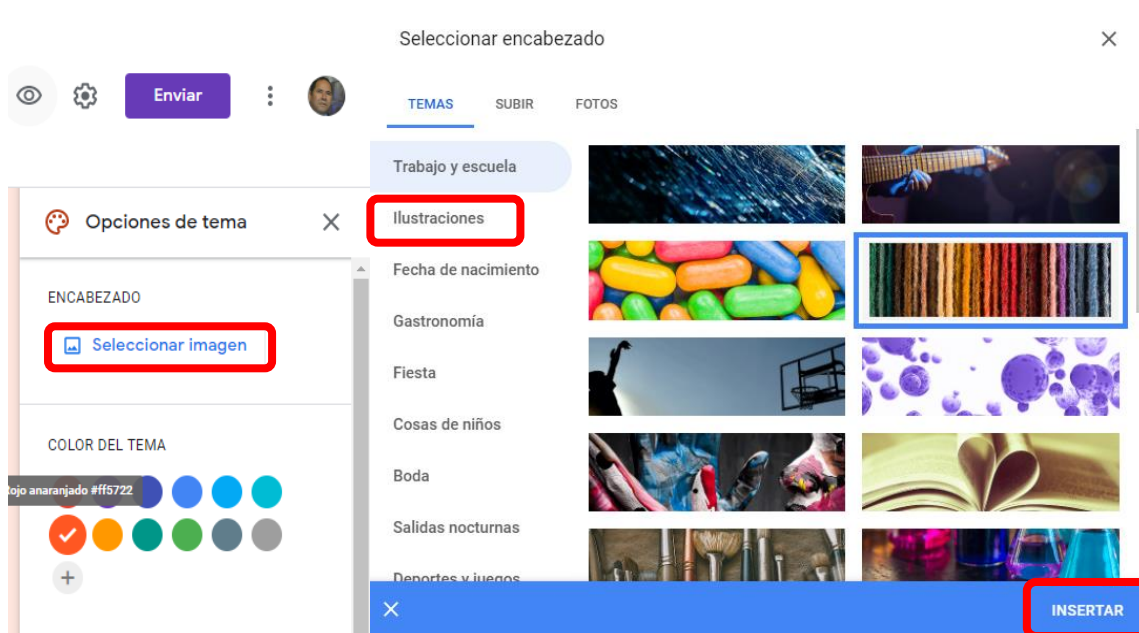 Seleccionar encabezado
Enviar
TEMAS SUBIR FOTOS
Trabajo y escuela
Ilustraciones
Fecha de nacimiento
Gastronomía
Fiesta
Cosas de niños
Boda
Salidas nocturnas
Deportes y juegos
Opciones de tema
ENCABEZADO
Seleccionar imagen
COLOR DEL TEMA
ojo anaranjado #ff5722
INSERTAR